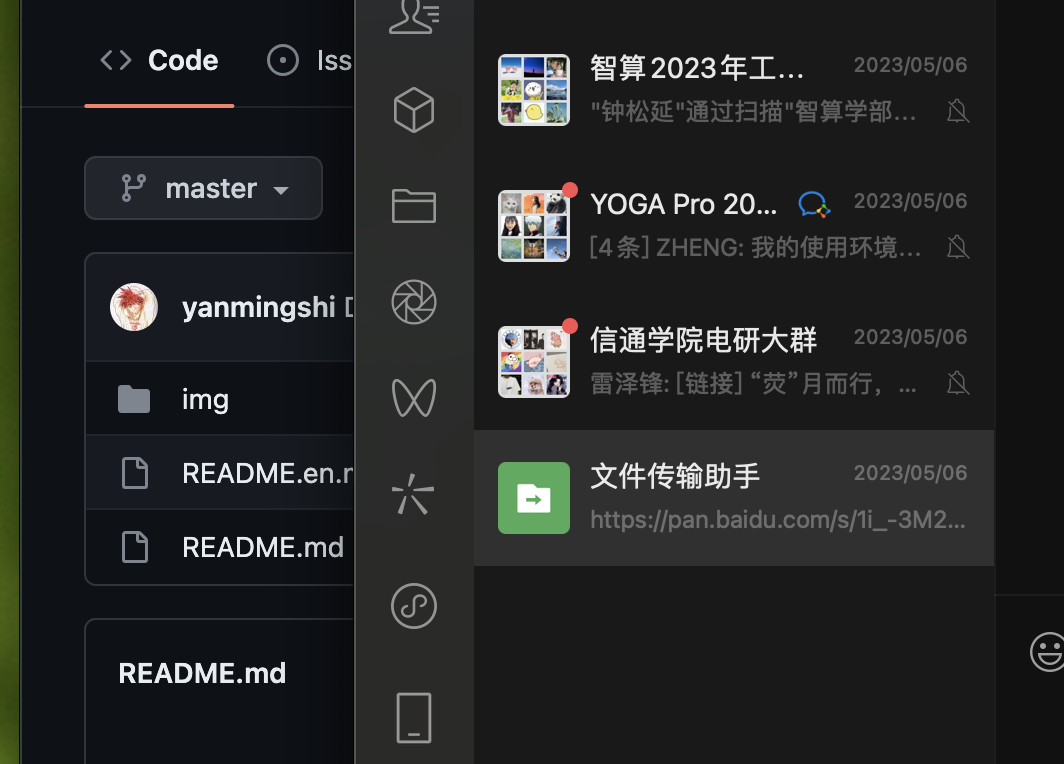 Code
Iss
master
yanmingshi
img
README.en.r
README.md
README.md
智算2023年工... 2023/05/06
"钟松延"通过扫描"智算学部...
YOGA Pro 20... 2023/05/06
[4条] ZHENG: 我的使用环境...
信通学院电研大群 2023/05/06
雷泽锋: [链接] “荧”月而行，...
文件传输助手 2023/05/06
https://pan.baidu.com/s/1i_-3M2...